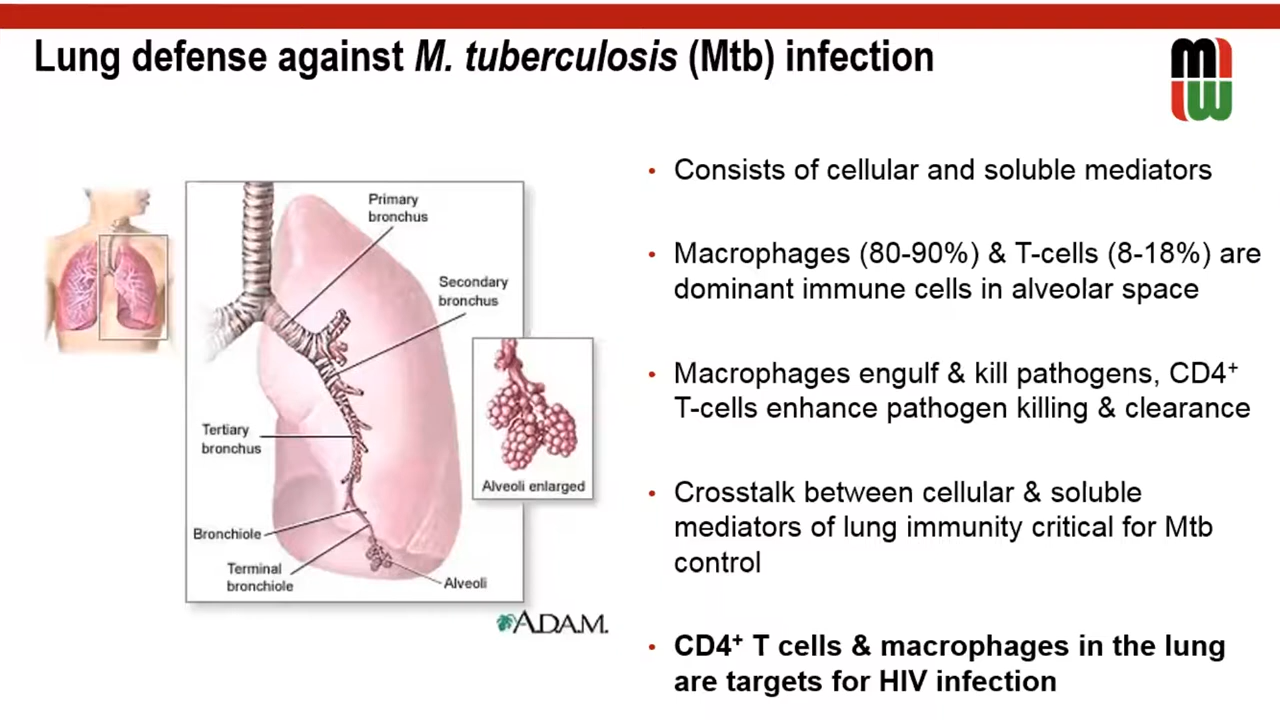 Lung defense against M. tuberculosis (Mtb) infection
• Consists of cellular and soluble mediators
• Macrophages (80-90%) & T-cells (8-18%) are
dominant immune cells in alveolar space
• Macrophages engulf & kill pathogens, CD4⁺
T-cells enhance pathogen killing & clearance
• Crosstalk between cellular & soluble
mediators of lung immunity critical for Mtb
control
• CD4⁺ T cells & macrophages in the lung
are targets for HIV infection
Primary
bronchus
Secondary
bronchus
Tertiary
bronchus
Alveoli enlarged
Bronchiole
Terminal
bronchiole
Alveoli
A.D.A.M.
MLW